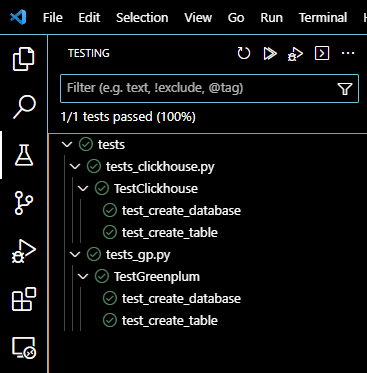 File Edit Selection View Go Run Terminal
TESTING
Filter (e.g. text, !exclude, @tag)
1/1 tests passed (100%)
tests
tests_clickhouse.py
TestClickhouse
test_create_database
test_create_table
tests_gp.py
TestGreenplum
test_create_database
test_create_table